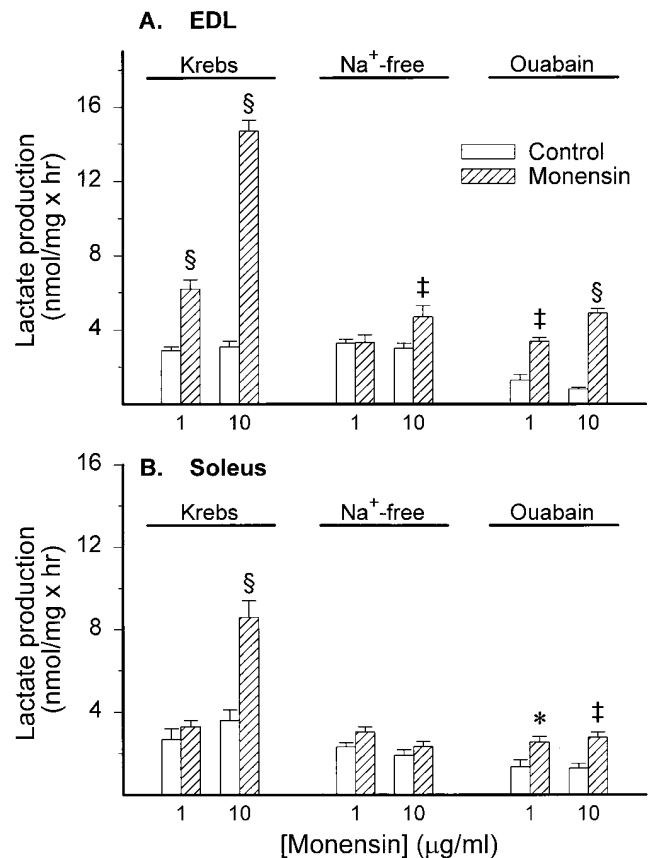 A. EDL
Krebs Na+-free Ouabain
16
12
8
4
Lactate production
(nmol/mg x hr)
§ § ‡ ‡ §
Control
Monensin
1 10 1 10 1 10
B. Soleus
Krebs Na+-free Ouabain
16
12
8
4
Lactate production
(nmol/mg x hr)
§ * ‡
1 10 1 10 1 10
[Monensin] (μg/ml)